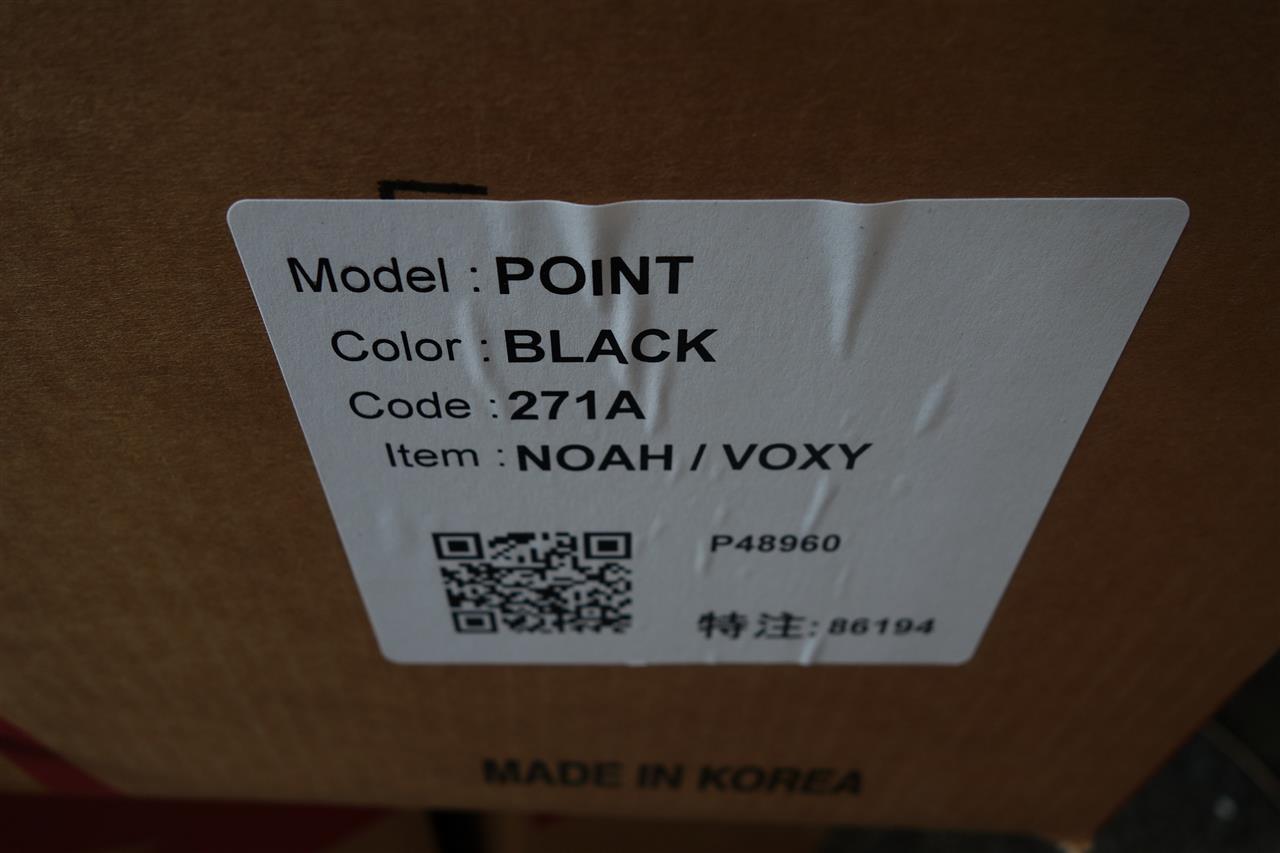 Model : POINT
Color : BLACK
Code : 271A
Item : NOAH / VOXY
P48960
特注: 86194
MADE IN KOREA